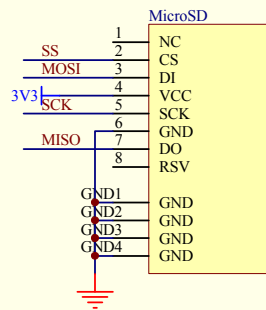 MicroSD
1 NC
SS 2 CS
MOSI 3 DI
3V3 4 VCC
SCK 5 SCK
6 GND
MISO 7 DO
8 RSV
GND1 GND
GND2 GND
GND3 GND
GND4 GND